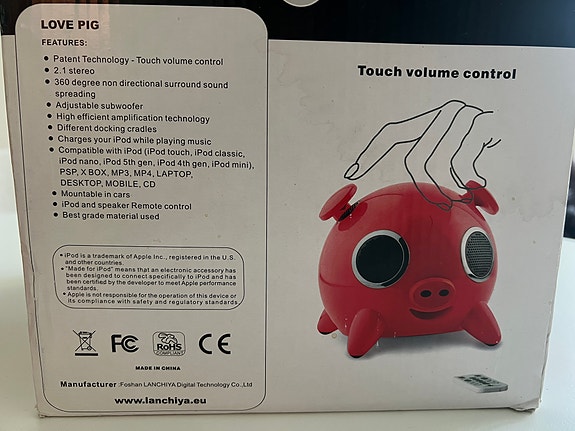 LOVE PIG
FEATURES:
Patent Technology - Touch volume control
2.1 stereo
360 degree non directional surround sound
spreading
Adjustable subwoofer
High efficient amplification technology
Different docking cradles
Charges your iPod while playing music
Compatible with iPod (iPod touch, iPod classic,
iPod nano, iPod 5th gen, iPod 4th gen, iPod mini),
PSP, X BOX, MP3, MP4, LAPTOP,
DESKTOP, MOBILE, CD
Mountable in cars
iPod and speaker Remote control
Best grade material used
iPod is a trademark of Apple Inc., registered in the U.S.
and other countries.
"Made for iPod" means that an electronic accessory has
been designed to connect specifically to iPod and has
been certified by the developer to meet Apple performance
standards.
Apple is not responsible for the operation of this device or
its compliance with safety and regulatory standards
FC
RoHS
COMPLIANT
CE
MADE IN CHINA
Manufacturer :Foshan LANCHIYA Digital Technology Co.,Ltd
www.lanchiya.eu
Touch volume control